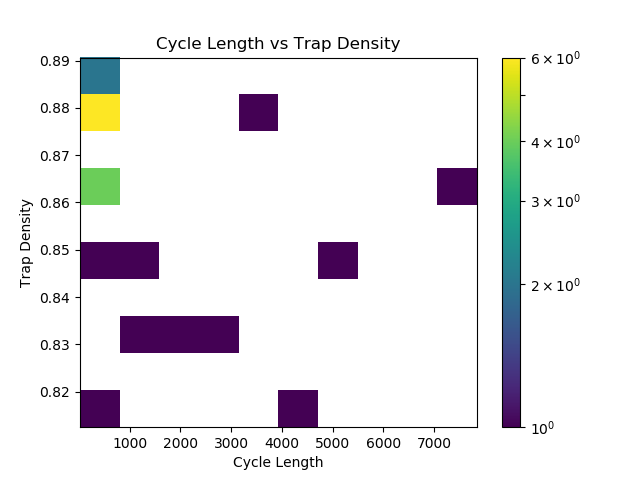 Cycle Length vs Trap Density
0.89
0.88
0.87
0.86
0.85
0.84
0.83
0.82
Trap Density
1000 2000 3000 4000 5000 6000 7000
Cycle Length
6 × 10⁰
4 × 10⁰
3 × 10⁰
2 × 10⁰
10⁰